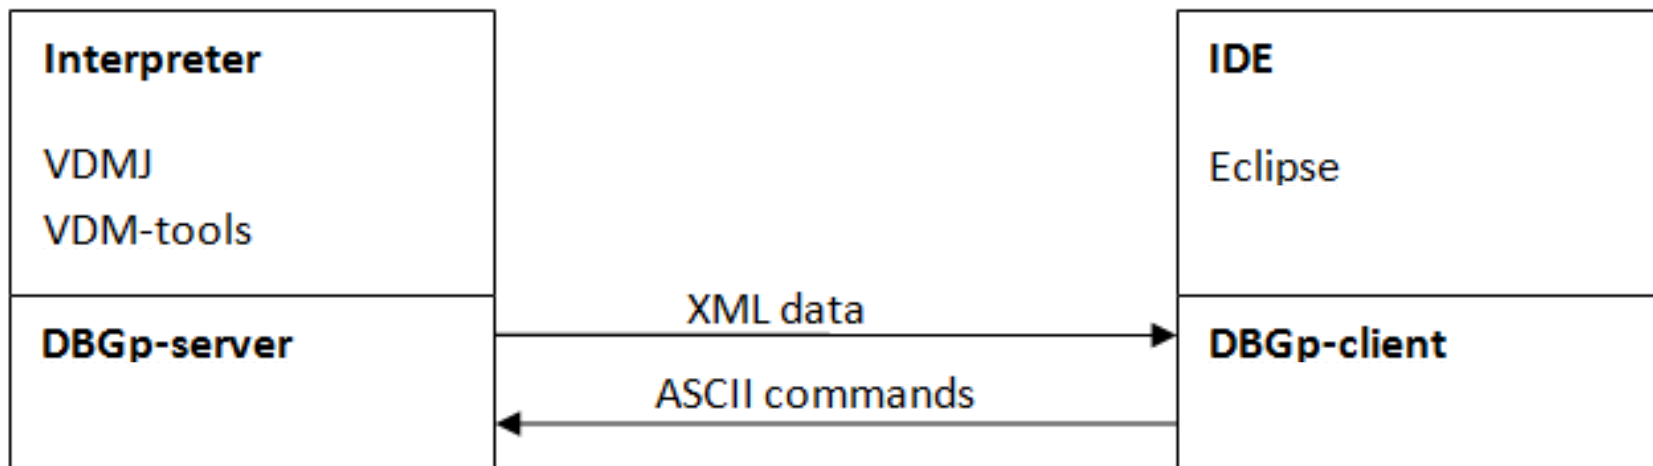 Interpreter
VDMJ
VDM-tools
DBGp-server
XML data
ASCII commands
IDE
Eclipse
DBGp-client